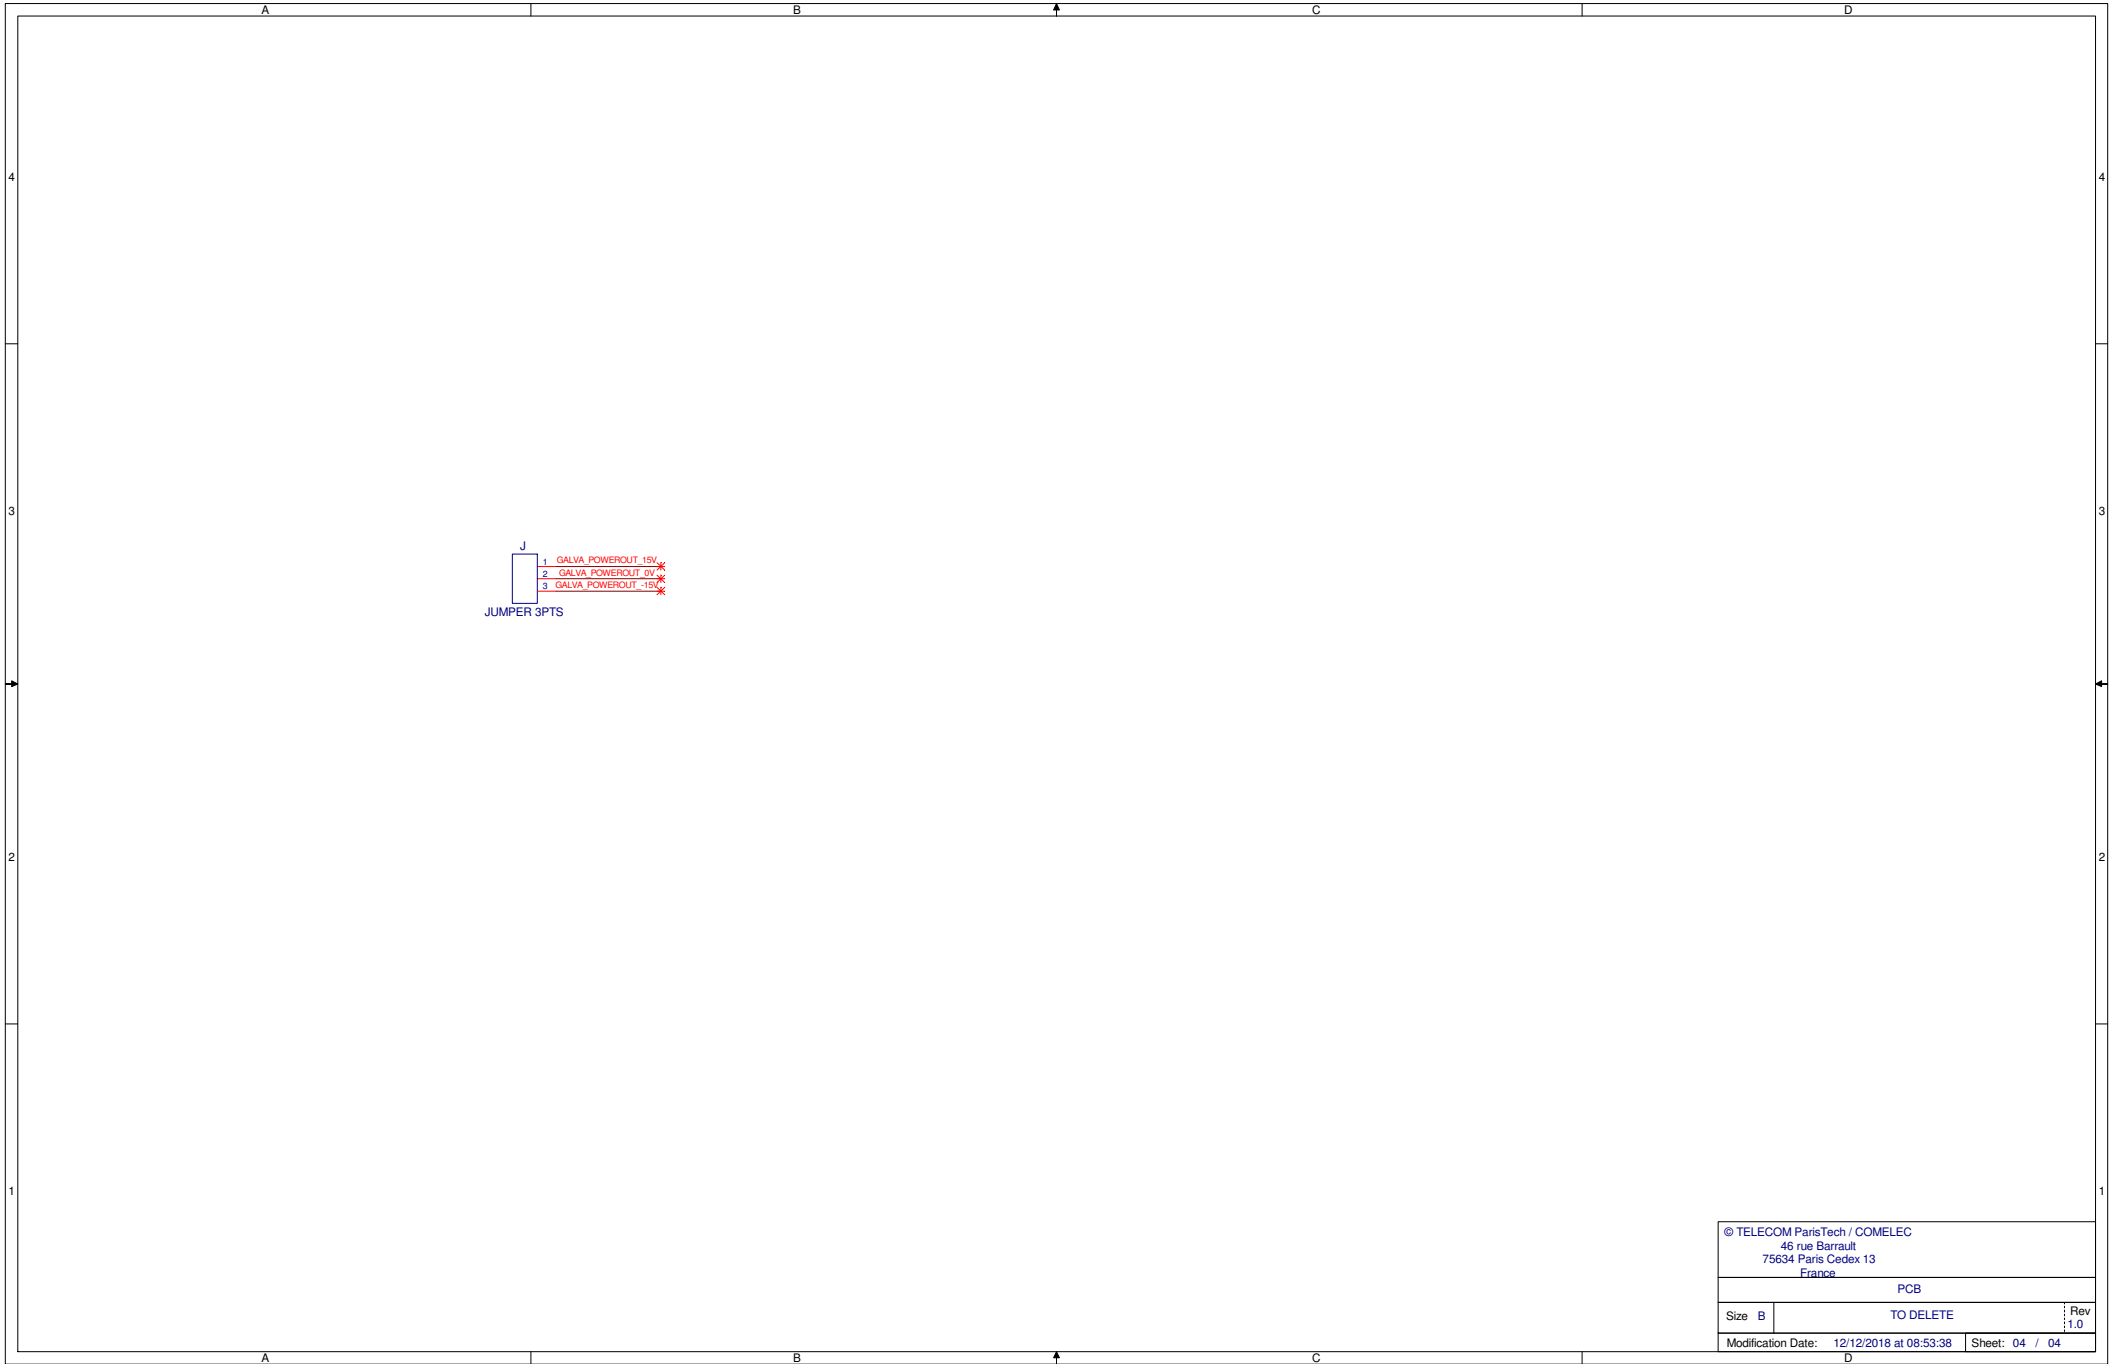 A B C D
4 4
3 3
J
1 GALVA_POWEROUT_15V
2 GALVA_POWEROUT_0V
3 GALVA_POWEROUT_-15V
JUMPER 3PTS
2 2
1 1
© TELECOM ParisTech / COMELEC
46 rue Barrault
75634 Paris Cedex 13
France
PCB
Size B TO DELETE Rev
1.0
Modification Date: 12/12/2018 at 08:53:38 Sheet: 04 / 04
A B C D